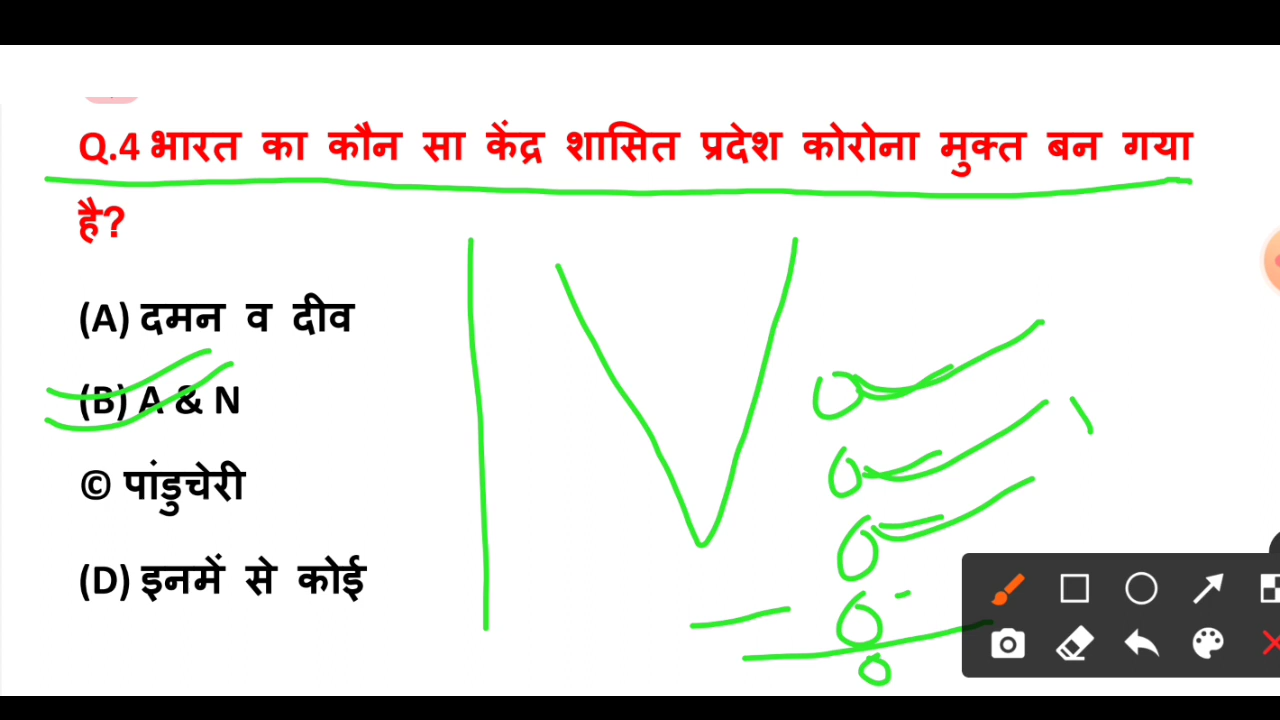 Q.4 भारत का कौन सा केंद्र शासित प्रदेश कोरोना मुक्त बन गया
है?
(A) दमन व दीव
(B) A & N
© पांडुचेरी
(D) इनमें से कोई